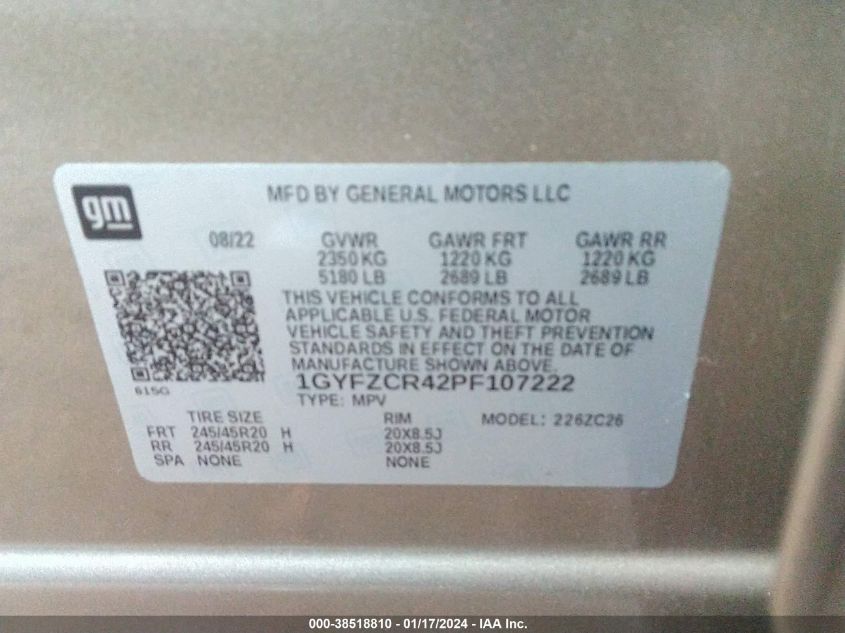 gm
MFD BY GENERAL MOTORS LLC
08/22 GVWR GAWR FRT GAWR RR
2350 KG 1220 KG 1220 KG
5180 LB 2689 LB 2689 LB
THIS VEHICLE CONFORMS TO ALL
APPLICABLE U.S. FEDERAL MOTOR
VEHICLE SAFETY AND THEFT PREVENTION
STANDARDS IN EFFECT ON THE DATE OF
MANUFACTURE SHOWN ABOVE.
1GYFZCR42PF107222
TYPE: MPV
615G
TIRE SIZE RIM MODEL: 226ZC26
FRT 245/45R20 H 20X8.5J
RR 245/45R20 H 20X8.5J
SPA NONE NONE
000-38518810 - 01/17/2024 - IAA Inc.